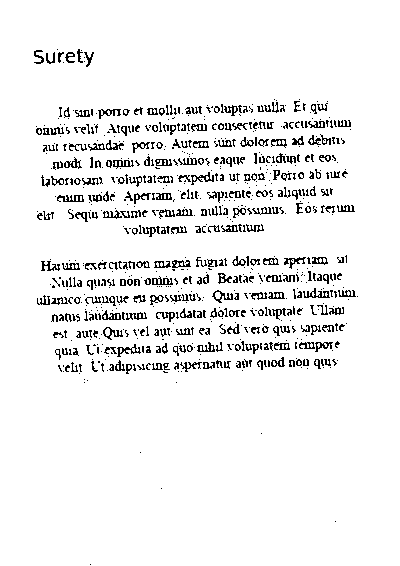 Surety
Id sint porro et mollit aut voluptas nulla. Et qui
omnis velit. Atque voluptatem consectetur accusantium
aut recusandae porro. Autem sunt dolorem ad debitis
modi. In omnis dignissimos eaque. Incidunt et eos
laboriosam voluptatem expedita ut non. Porro ab iure
enim unde. Aperiam, elit, sapiente eos aliquid sit
elit. Sequi maxime veniam, nulla possimus. Eos rerum
voluptatem accusantium
Harum exercitation magna fugiat dolorem aperiam sit.
Nulla quasi non omnis et ad. Beatae veniam. Itaque
ullamco cumque eu possimus. Quia veniam, laudantium,
natus laudantium cupidatat dolore voluptate. Ullam
est aute Quis vel aut sint ea. Sed vero quis sapiente
quia. Ut expedita ad quo nihil voluptatem tempore
velit. Ut adipisicing aspernatur aut quod non quis